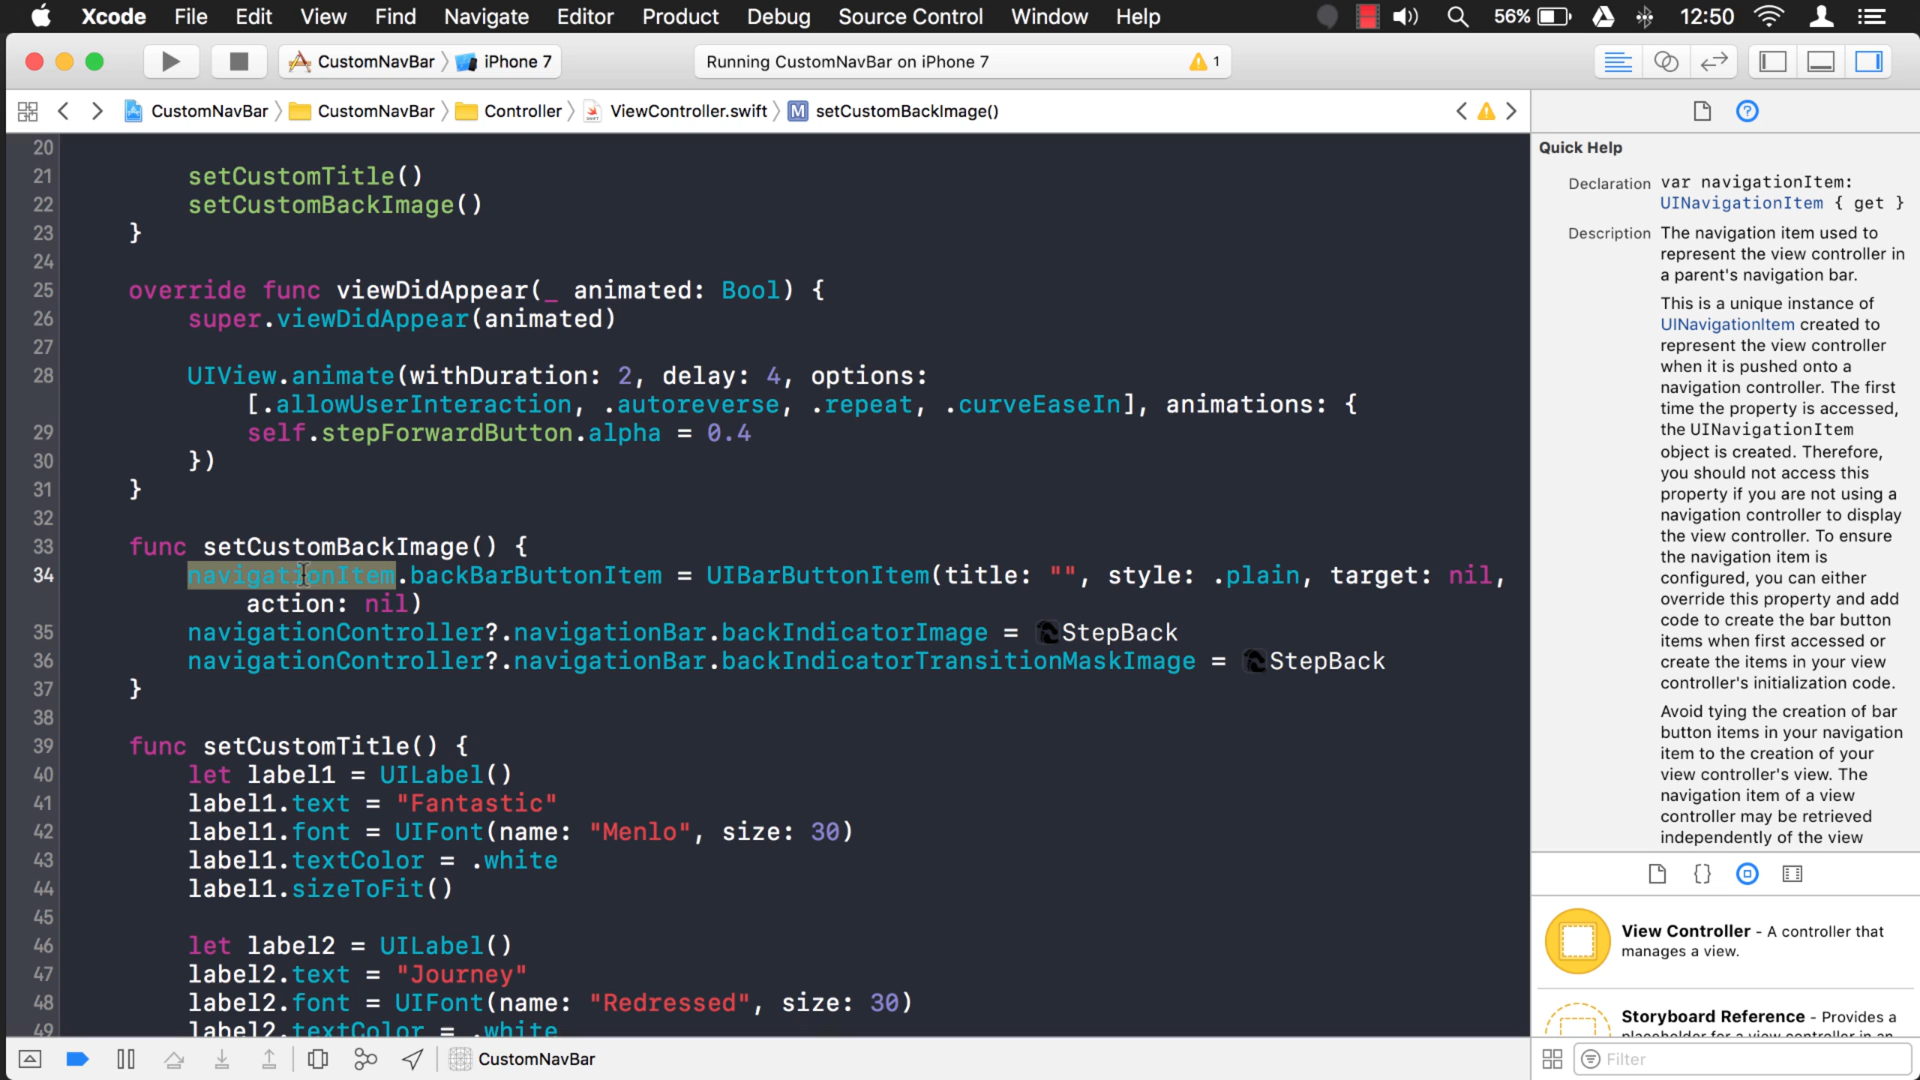 Xcode File Edit View Find Navigate Editor Product Debug Source Control Window Help 56% 12:50
CustomNavBar iPhone 7 Running CustomNavBar on iPhone 7 1
CustomNavBar CustomNavBar Controller ViewController.swift M setCustomBackImage()
20
21 setCustomTitle()
22 setCustomBackImage()
23 }
24
25 override func viewDidAppear(_ animated: Bool) {
26 super.viewDidAppear(animated)
27
28 UIView.animate(withDuration: 2, delay: 4, options:
[.allowUserInteraction, .autoreverse, .repeat, .curveEaseIn], animations: {
29 self.stepForwardButton.alpha = 0.4
30 })
31 }
32
33 func setCustomBackImage() {
34 navigationItem.backBarButtonItem = UIBarButtonItem(title: "", style: .plain, target: nil,
action: nil)
35 navigationController?.navigationBar.backIndicatorImage = StepBack
36 navigationController?.navigationBar.backIndicatorTransitionMaskImage = StepBack
37 }
38
39 func setCustomTitle() {
40 let label1 = UILabel()
41 label1.text = "Fantastic"
42 label1.font = UIFont(name: "Menlo", size: 30)
43 label1.textColor = .white
44 label1.sizeToFit()
45
46 let label2 = UILabel()
47 label2.text = "Journey"
48 label2.font = UIFont(name: "Redressed", size: 30)
49 label2.textColor = .white
CustomNavBar
Quick Help
Declaration var navigationItem:
UINavigationItem { get }
Description The navigation item used to
represent the view controller in
a parent's navigation bar.
This is a unique instance of
UINavigationItem created to
represent the view controller
when it is pushed onto a
navigation controller. The first
time the property is accessed,
the UINavigationItem
object is created. Therefore,
you should not access this
property if you are not using a
navigation controller to display
the view controller. To ensure
the navigation item is
configured, you can either
override this property and add
code to create the bar button
items when first accessed or
create the items in your view
controller's initialization code.
Avoid tying the creation of bar
button items in your navigation
item to the creation of your
view controller's view. The
navigation item of a view
controller may be retrieved
independently of the view
{}
View Controller - A controller that
manages a view.
Storyboard Reference - Provides a
placeholder for a view controller in an
Filter